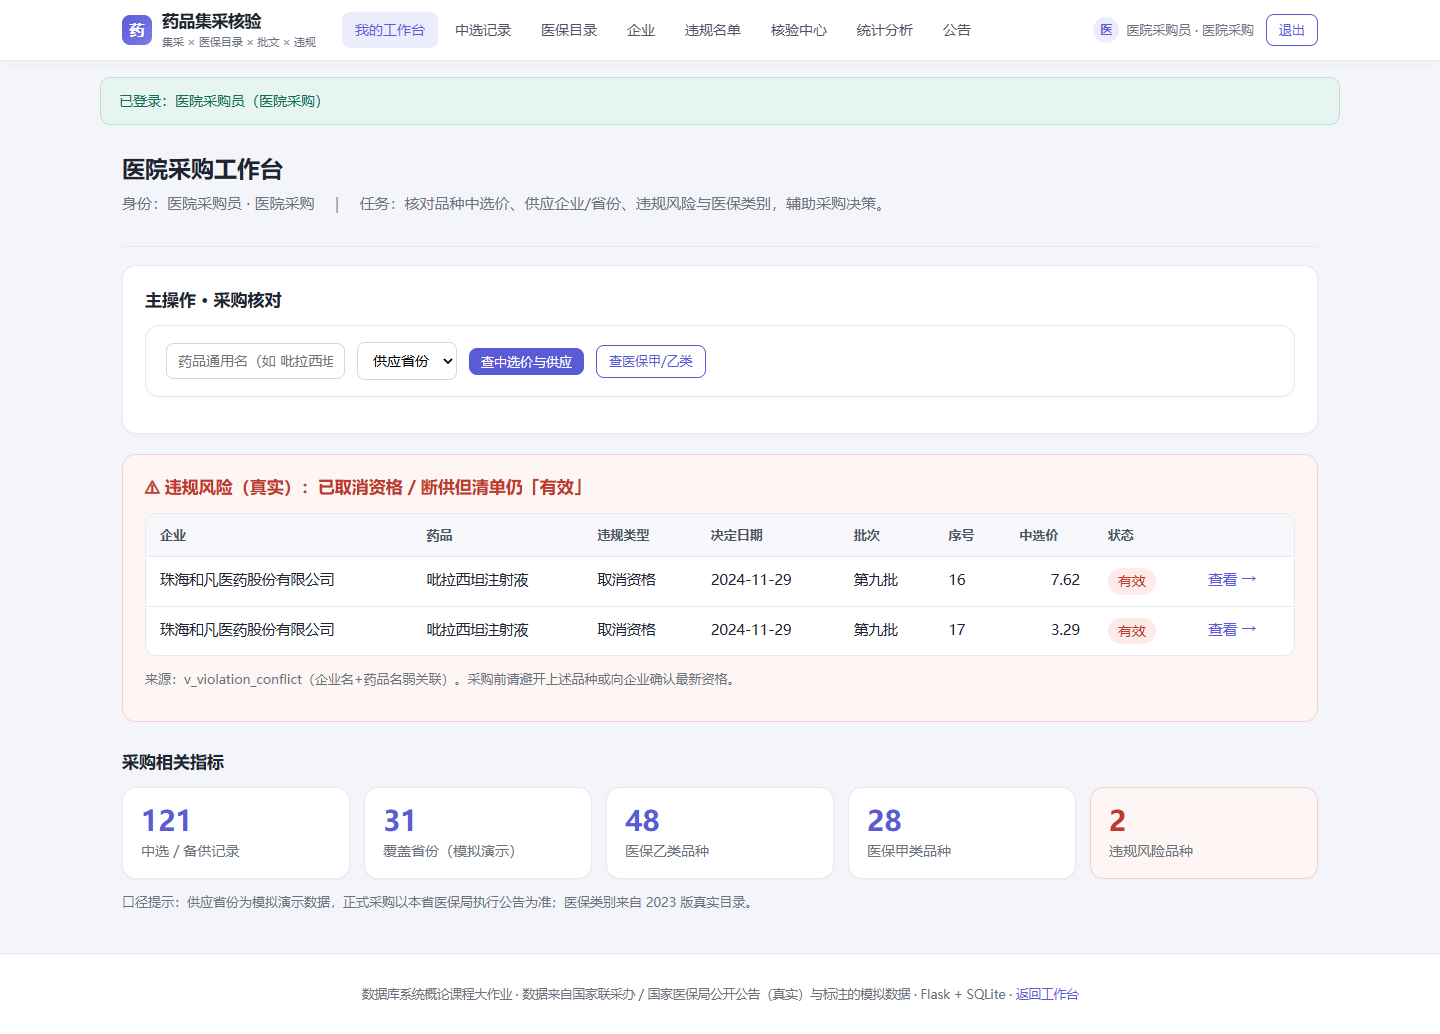 药
药品集采核验
集采 × 医保目录 × 批文 × 违规
我的工作台 中选记录 医保目录 企业 违规名单 核验中心 统计分析 公告
医 医院采购员 · 医院采购 退出
已登录：医院采购员（医院采购）
医院采购工作台
身份：医院采购员 · 医院采购 | 任务：核对品种中选价、供应企业/省份、违规风险与医保类别，辅助采购决策。
主操作 · 采购核对
药品通用名（如 吡拉西坦 供应省份 查中选价与供应 查医保甲/乙类
⚠ 违规风险（真实）：已取消资格 / 断供但清单仍「有效」
企业 药品 违规类型 决定日期 批次 序号 中选价 状态
珠海和凡医药股份有限公司 吡拉西坦注射液 取消资格 2024-11-29 第九批 16 7.62 有效 查看 →
珠海和凡医药股份有限公司 吡拉西坦注射液 取消资格 2024-11-29 第九批 17 3.29 有效 查看 →
来源：v_violation_conflict（企业名+药品名弱关联）。采购前请避开上述品种或向企业确认最新资格。
采购相关指标
121 31 48 28 2
中选 / 备供记录 覆盖省份（模拟演示） 医保乙类品种 医保甲类品种 违规风险品种
口径提示：供应省份为模拟演示数据，正式采购以本省医保局执行公告为准；医保类别来自 2023 版真实目录。
数据库系统概论课程大作业 · 数据来自国家联采办 / 国家医保局公开公告（真实）与标注的模拟数据 · Flask + SQLite · 返回工作台